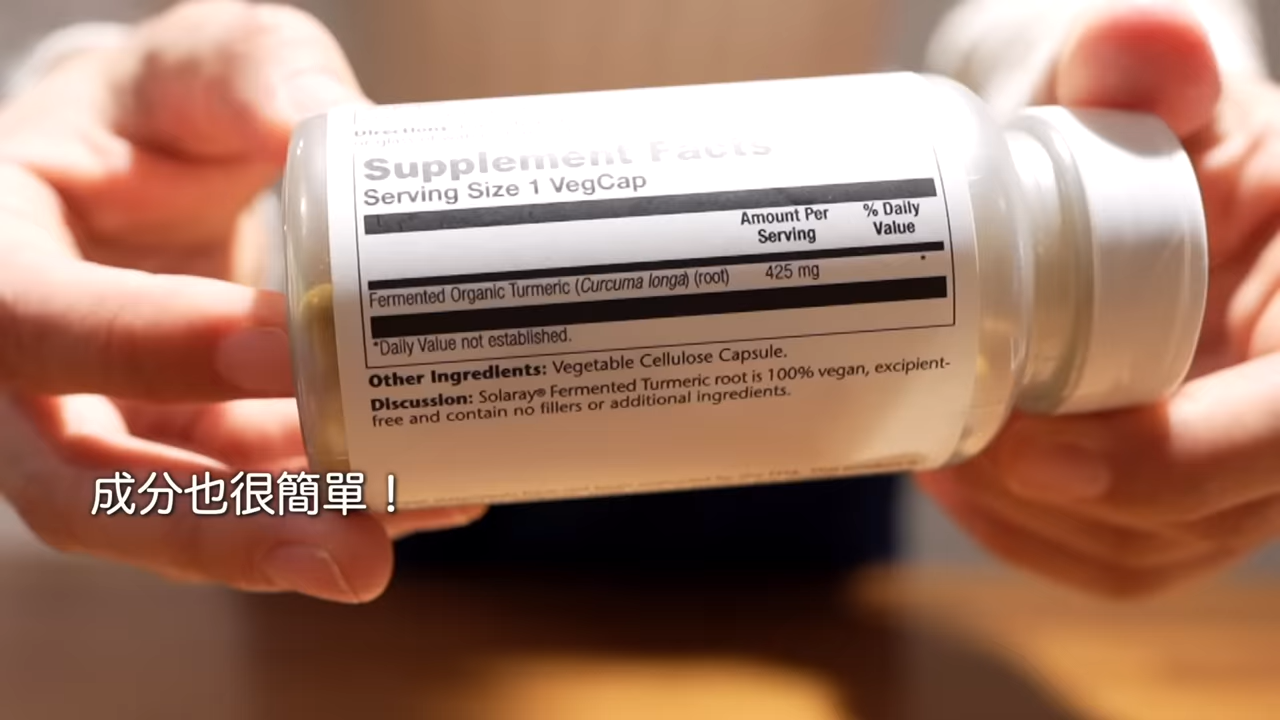 Directions:
Supplement Facts
Serving Size 1 VegCap
Amount Per
Serving
% Daily
Value
Fermented Organic Turmeric (Curcuma longa) (root) 425 mg *
*Daily Value not established.
Other Ingredients: Vegetable Cellulose Capsule.
Discussion: Solaray® Fermented Turmeric root is 100% vegan, excipient-
free and contain no fillers or additional ingredients.
成分也很簡單！